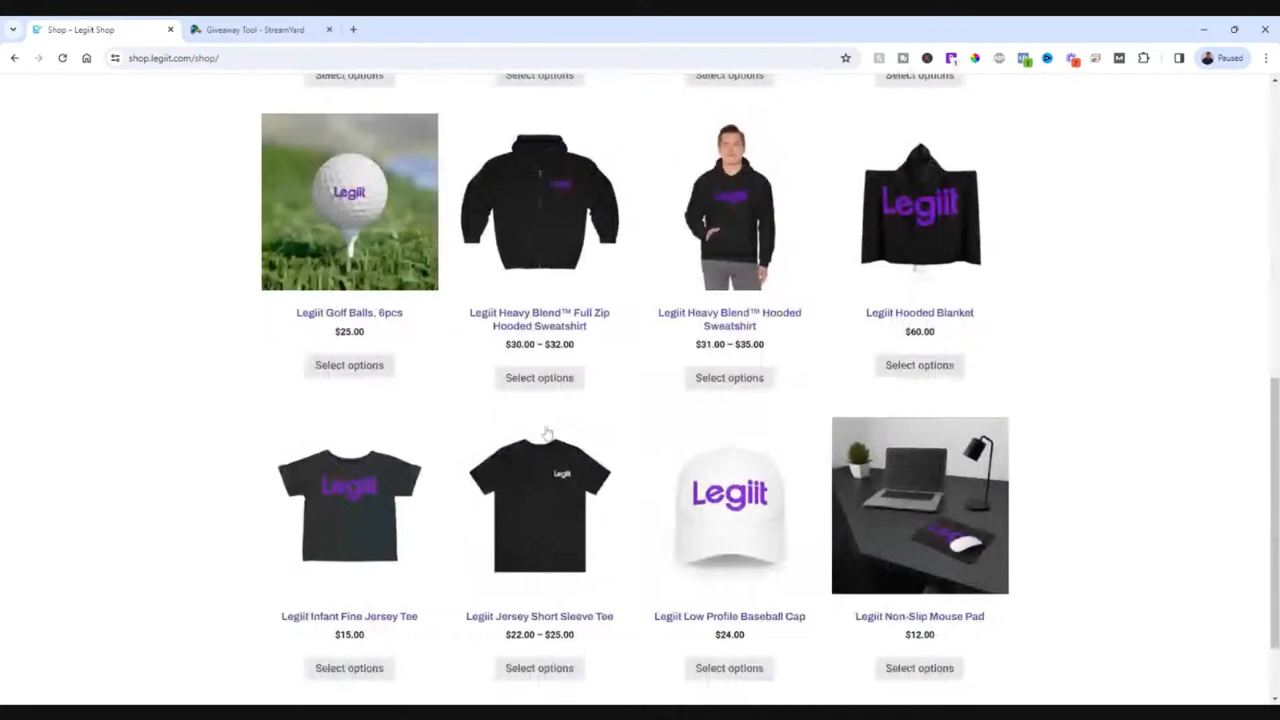 Shop – Legiit Shop
Giveaway Tool - StreamYard
shop.legiit.com/shop/
Paused
Select options
Select options
Select options
Select options
Legiit
Legiit
Legiit
Legiit
Legiit Golf Balls, 6pcs
Legiit Heavy Blend™ Full Zip
Hooded Sweatshirt
Legiit Heavy Blend™ Hooded
Sweatshirt
Legiit Hooded Blanket
$25.00
$30.00 – $32.00
$31.00 – $35.00
$60.00
Select options
Select options
Select options
Select options
Legiit
Legiit
Legiit
Legiit Infant Fine Jersey Tee
Legiit Jersey Short Sleeve Tee
Legiit Low Profile Baseball Cap
Legiit Non-Slip Mouse Pad
$15.00
$22.00 – $25.00
$24.00
$12.00
Select options
Select options
Select options
Select options